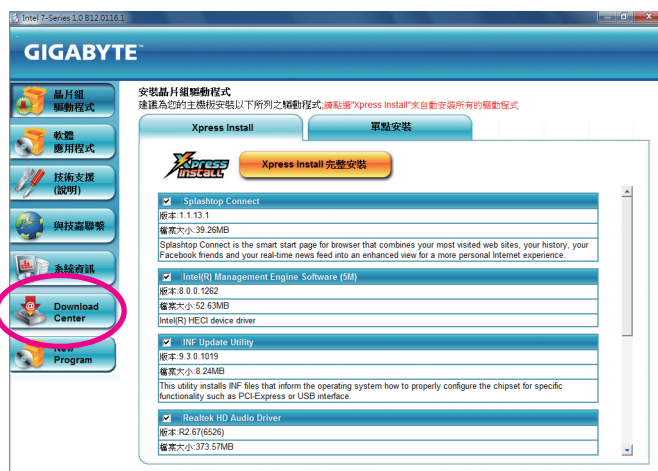 Intel 7-Series 1.0 B12.0116.1
GIGABYTE™
晶片組
驅動程式
軟體
應用程式
技術支援
(說明)
與技嘉聯繫
系統資訊
Download
Center
New
Program
安裝晶片組驅動程式
建議為您的主機板安裝以下所列之驅動程式;請點選"Xpress Install"來自動安裝所有的驅動程式
Xpress Install
單點安裝
Xpress
INSTALL
Xpress Install 完整安裝
Splashtop Connect
版本:1.1.13.1
檔案大小:39.26MB
Splashtop Connect is the smart start page for browser that combines your most visited web sites, your history, your
Facebook friends and your real-time news feed into an enhanced view for a more personal Internet experience.
Intel(R) Management Engine Software (5M)
版本:8.0.0.1262
檔案大小:52.63MB
Intel(R) HECI device driver
INF Update Utility
版本:9.3.0.1019
檔案大小:8.24MB
This utility installs INF files that inform the operating system how to properly configure the chipset for specific
functionality such as PCI-Express or USB interface.
Realtek HD Audio Driver
版本:R2.67(6526)
檔案大小:373.57MB